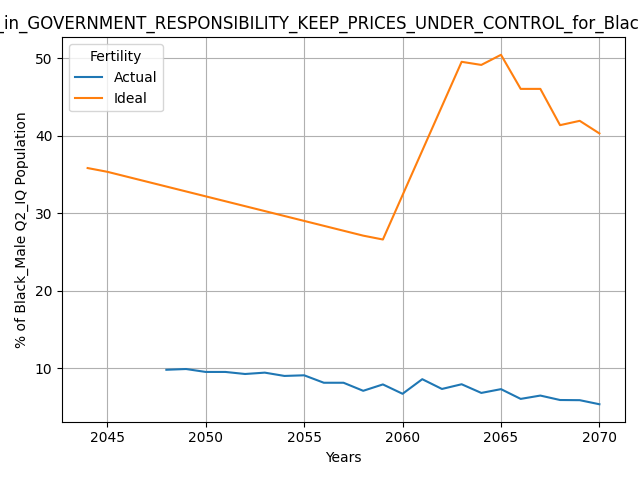 _in_GOVERNMENT_RESPONSIBILITY_KEEP_PRICES_UNDER_CONTROL_for_Blac
Fertility
Actual
Ideal
% of Black_Male Q2_IQ Population
50
40
30
20
10
2045 2050 2055 2060 2065 2070
Years